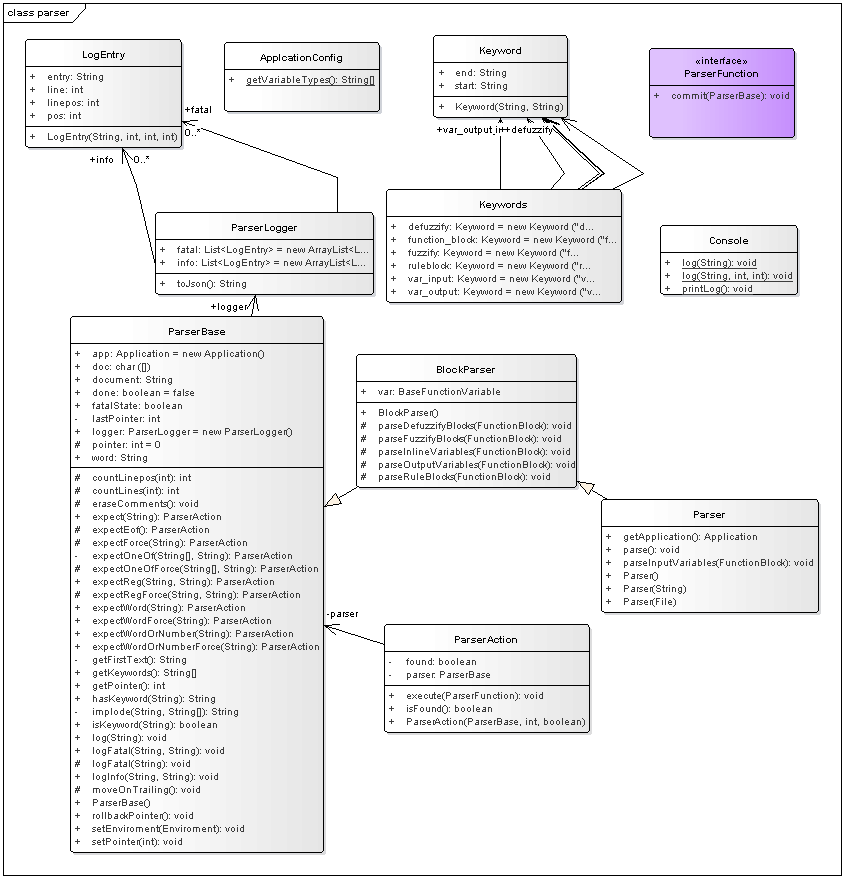 class parser
LogEntry
+ entry: String
+ line: int
+ linepos: int
+ pos: int
+ LogEntry(String, int, int, int)
ApplcationConfig
+ getVariableTypes(): String[]
Keyword
+ end: String
+ start: String
+ Keyword(String, String)
«interface»
ParserFunction
+ commit(ParserBase): void
+fatal
0..*
+info
0..*
+defuzzify
ParserLogger
+ fatal: List<LogEntry> = new ArrayList<L...
+ info: List<LogEntry> = new ArrayList<L...
+ toJson(): String
Keywords
+ defuzzify: Keyword = new Keyword ("d...
+ function_block: Keyword = new Keyword ("f...
+ fuzzify: Keyword = new Keyword ("f...
+ ruleblock: Keyword = new Keyword ("r...
+ var_input: Keyword = new Keyword ("v...
+ var_output: Keyword = new Keyword ("v...
Console
+ log(String): void
+ log(String, int, int): void
+ printLog(): void
+logger
ParserBase
+ app: Application = new Application()
+ doc: char ([])
+ document: String
+ done: boolean = false
+ fatalState: boolean
- lastPointer: int
+ logger: ParserLogger = new ParserLogger()
# pointer: int = 0
+ word: String
# countLinepos(int): int
# countLines(int): int
# eraseComments(): void
+ expect(String): ParserAction
# expectEof(): ParserAction
# expectForce(String): ParserAction
- expectOneOf(String[], String): ParserAction
# expectOneOfForce(String[], String): ParserAction
+ expectReg(String, String): ParserAction
# expectRegForce(String, String): ParserAction
+ expectWord(String): ParserAction
+ expectWordForce(String): ParserAction
+ expectWordOrNumber(String): ParserAction
+ expectWordOrNumberForce(String): ParserAction
- getFirstText(): String
+ getKeywords(): String[]
+ getPointer(): int
+ hasKeyword(String): String
- implode(String, String[]): String
+ isKeyword(String): boolean
+ log(String): void
+ logFatal(String, String): void
# logFatal(String): void
+ logInfo(String, String): void
# moveOnTrailing(): void
+ ParserBase()
+ rollbackPointer(): void
+ setEnviroment(Enviroment): void
+ setPointer(int): void
BlockParser
+ var: BaseFunctionVariable
+ BlockParser()
# parseDefuzzifyBlocks(FunctionBlock): void
# parseFuzzifyBlocks(FunctionBlock): void
# parseInlineVariables(FunctionBlock): void
# parseOutputVariables(FunctionBlock): void
# parseRuleBlocks(FunctionBlock): void
Parser
+ getApplication(): Application
+ parse(): void
+ parseInputVariables(FunctionBlock): void
+ Parser()
+ Parser(String)
+ Parser(File)
-parser
ParserAction
- found: boolean
- parser: ParserBase
+ execute(ParserFunction): void
+ isFound(): boolean
+ ParserAction(ParserBase, int, boolean)